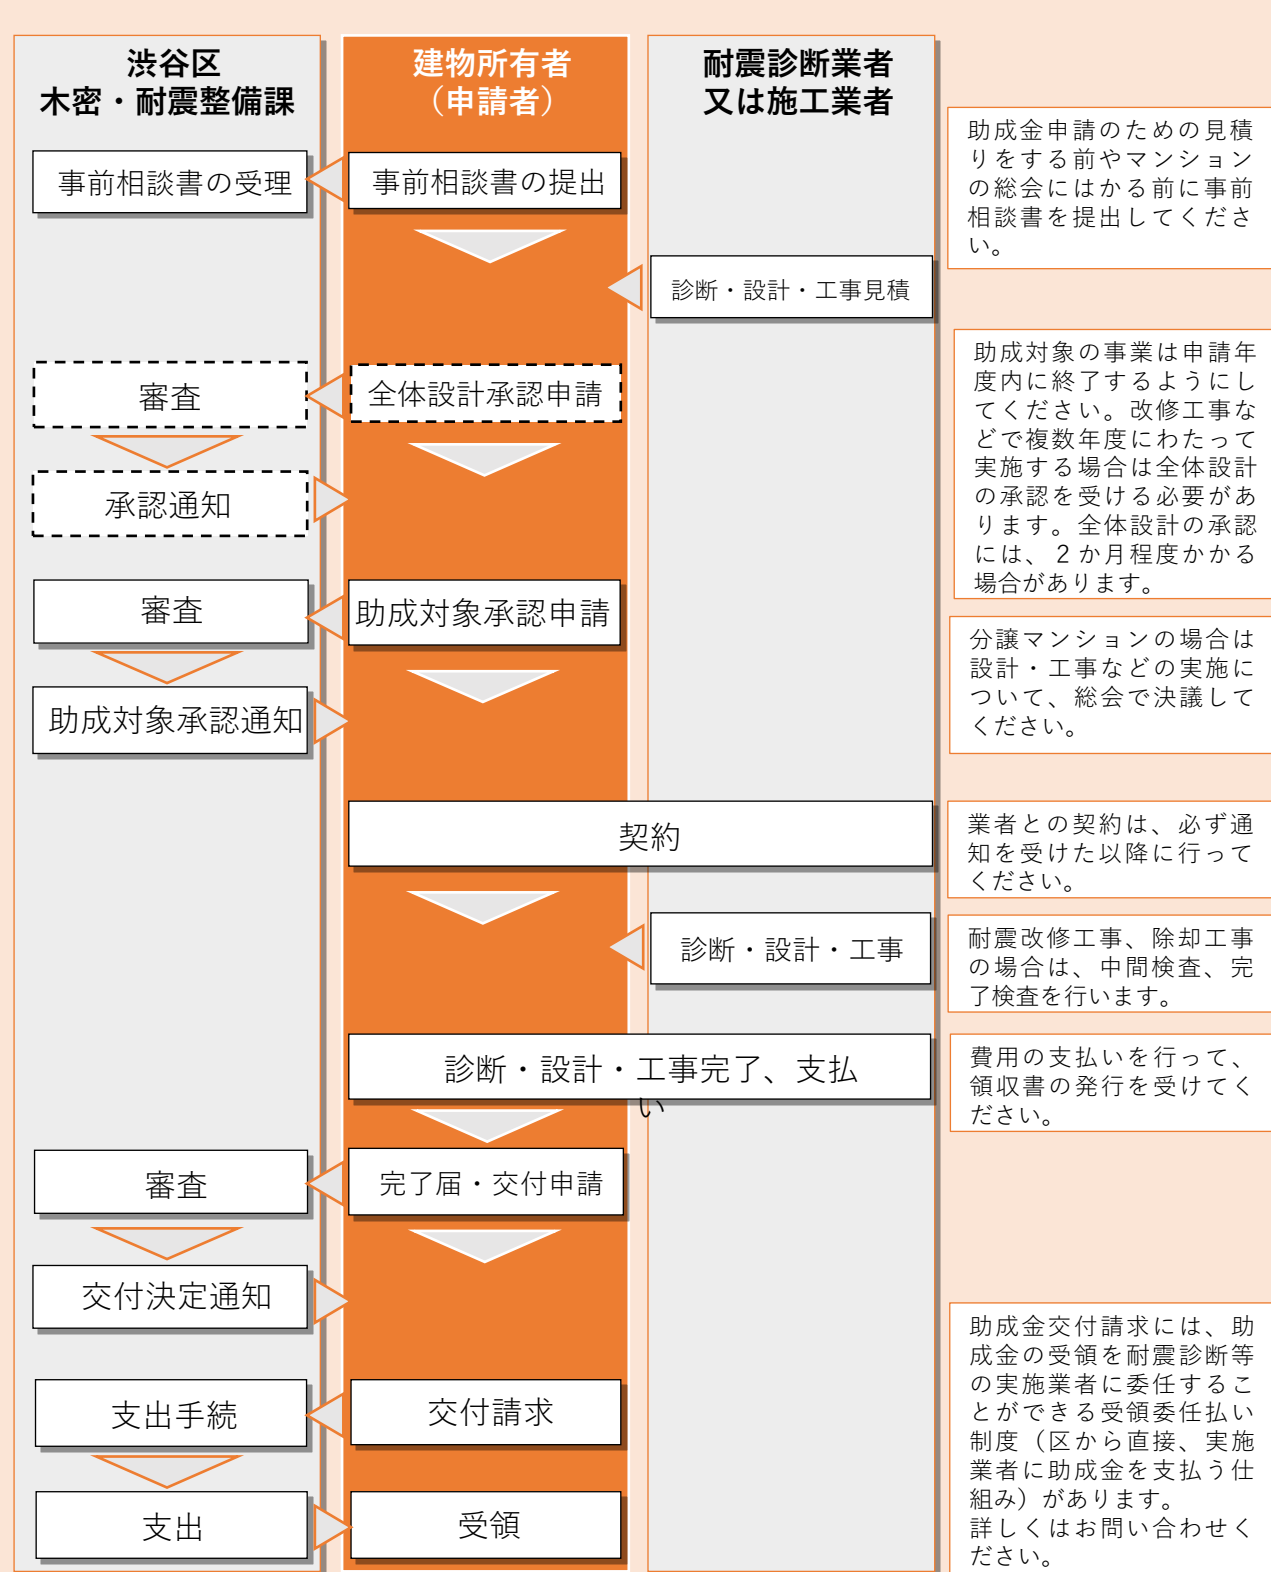 渋谷区
木密・耐震整備課
建物所有者
（申請者）
耐震診断業者
又は施工業者
事前相談書の受理
事前相談書の提出
助成金申請のための見積
りをする前やマンション
の総会にはかる前に事前
相談書を提出してくださ
い。
診断・設計・工事見積
審査
全体設計承認申請
承認通知
助成対象の事業は申請年
度内に終了するようにし
てください。改修工事な
どで複数年度にわたって
実施する場合は全体設計
の承認を受ける必要があ
ります。全体設計の承認
には、２か月程度かかる
場合があります。
審査
助成対象承認申請
助成対象承認通知
分譲マンションの場合は
設計・工事などの実施に
ついて、総会で決議して
ください。
契約
業者との契約は、必ず通
知を受けた以降に行って
ください。
診断・設計・工事
耐震改修工事、除却工事
の場合は、中間検査、完
了検査を行います。
診断・設計・工事完了、支払
い
費用の支払いを行って、
領収書の発行を受けてく
ださい。
審査
完了届・交付申請
交付決定通知
支出手続
交付請求
支出
受領
助成金交付請求には、助
成金の受領を耐震診断等
の実施業者に委任するこ
とができる受領委任払い
制度（区から直接、実施
業者に助成金を支払う仕
組み）があります。
詳しくはお問い合わせく
ださい。